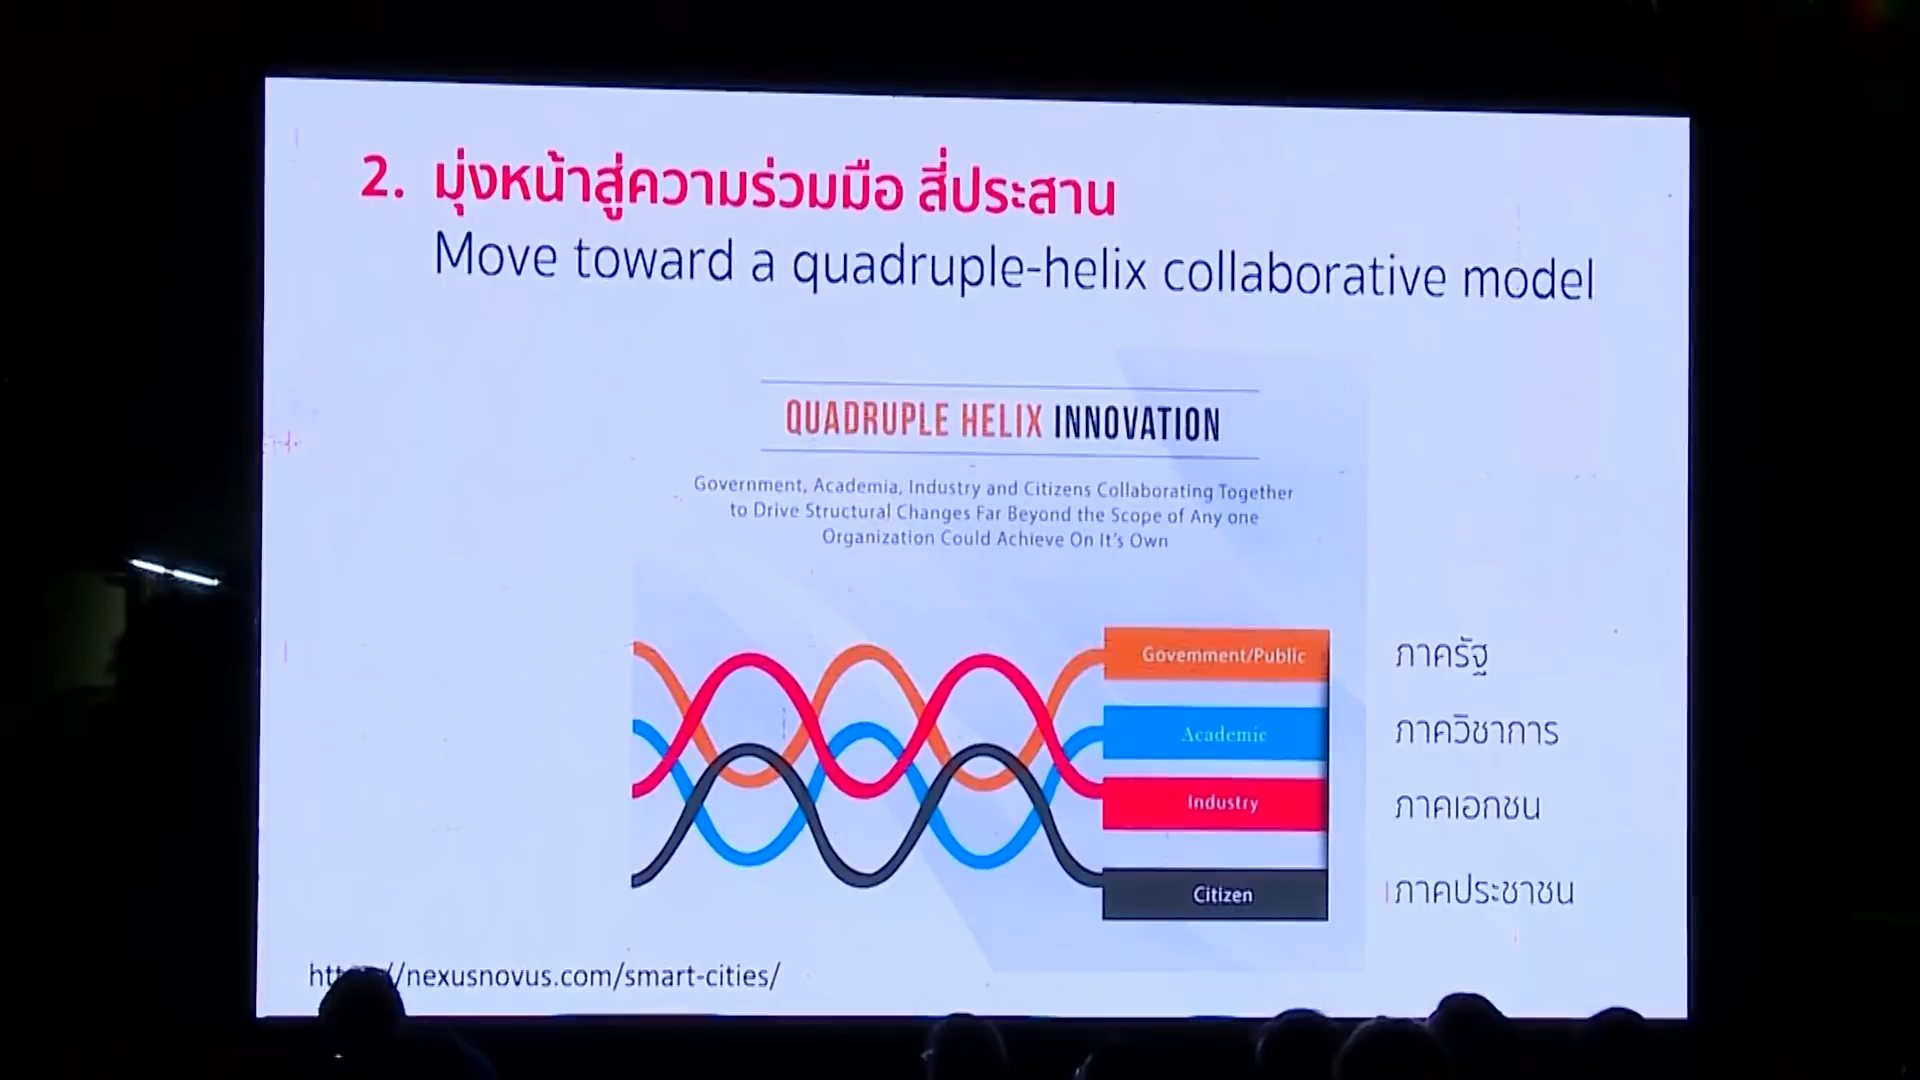 2. มุ่งหน้าสู่ความร่วมมือ สี่ประสาน
Move toward a quadruple-helix collaborative model
QUADRUPLE HELIX INNOVATION
Government, Academia, Industry and Citizens Collaborating Together
to Drive Structural Changes Far Beyond the Scope of Any one
Organization Could Achieve On It's Own
Government/Public ภาครัฐ
Academic ภาควิชาการ
Industry ภาคเอกชน
Citizen ภาคประชาชน
/nexusnovus.com/smart-cities/